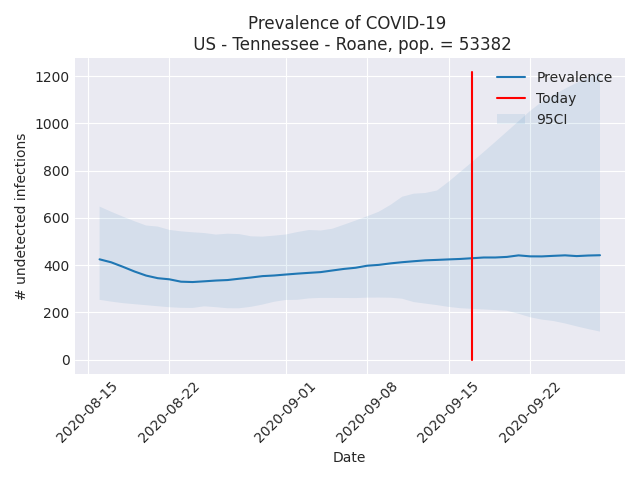 Prevalence of COVID-19
US - Tennessee - Roane, pop. = 53382
# undetected infections
1200
1000
800
600
400
200
0
Prevalence
Today
95CI
2020-08-15
2020-08-22
2020-09-01
2020-09-08
2020-09-15
2020-09-22
Date